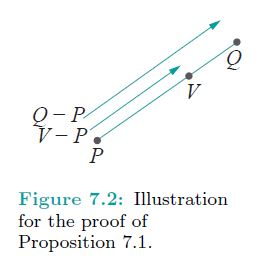 Q
V
Q − P
V − P
P
Figure 7.2: Illustration
for the proof of
Proposition 7.1.